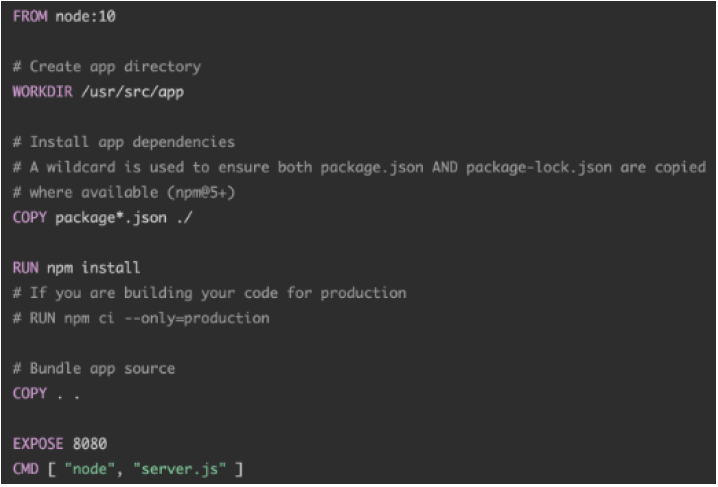 FROM node:10
# Create app directory
WORKDIR /usr/src/app
# Install app dependencies
# A wildcard is used to ensure both package.json AND package-lock.json are copied
# where available (npm@5+)
COPY package*.json ./
RUN npm install
# If you are building your code for production
# RUN npm ci --only=production
# Bundle app source
COPY . .
EXPOSE 8080
CMD [ "node", "server.js" ]